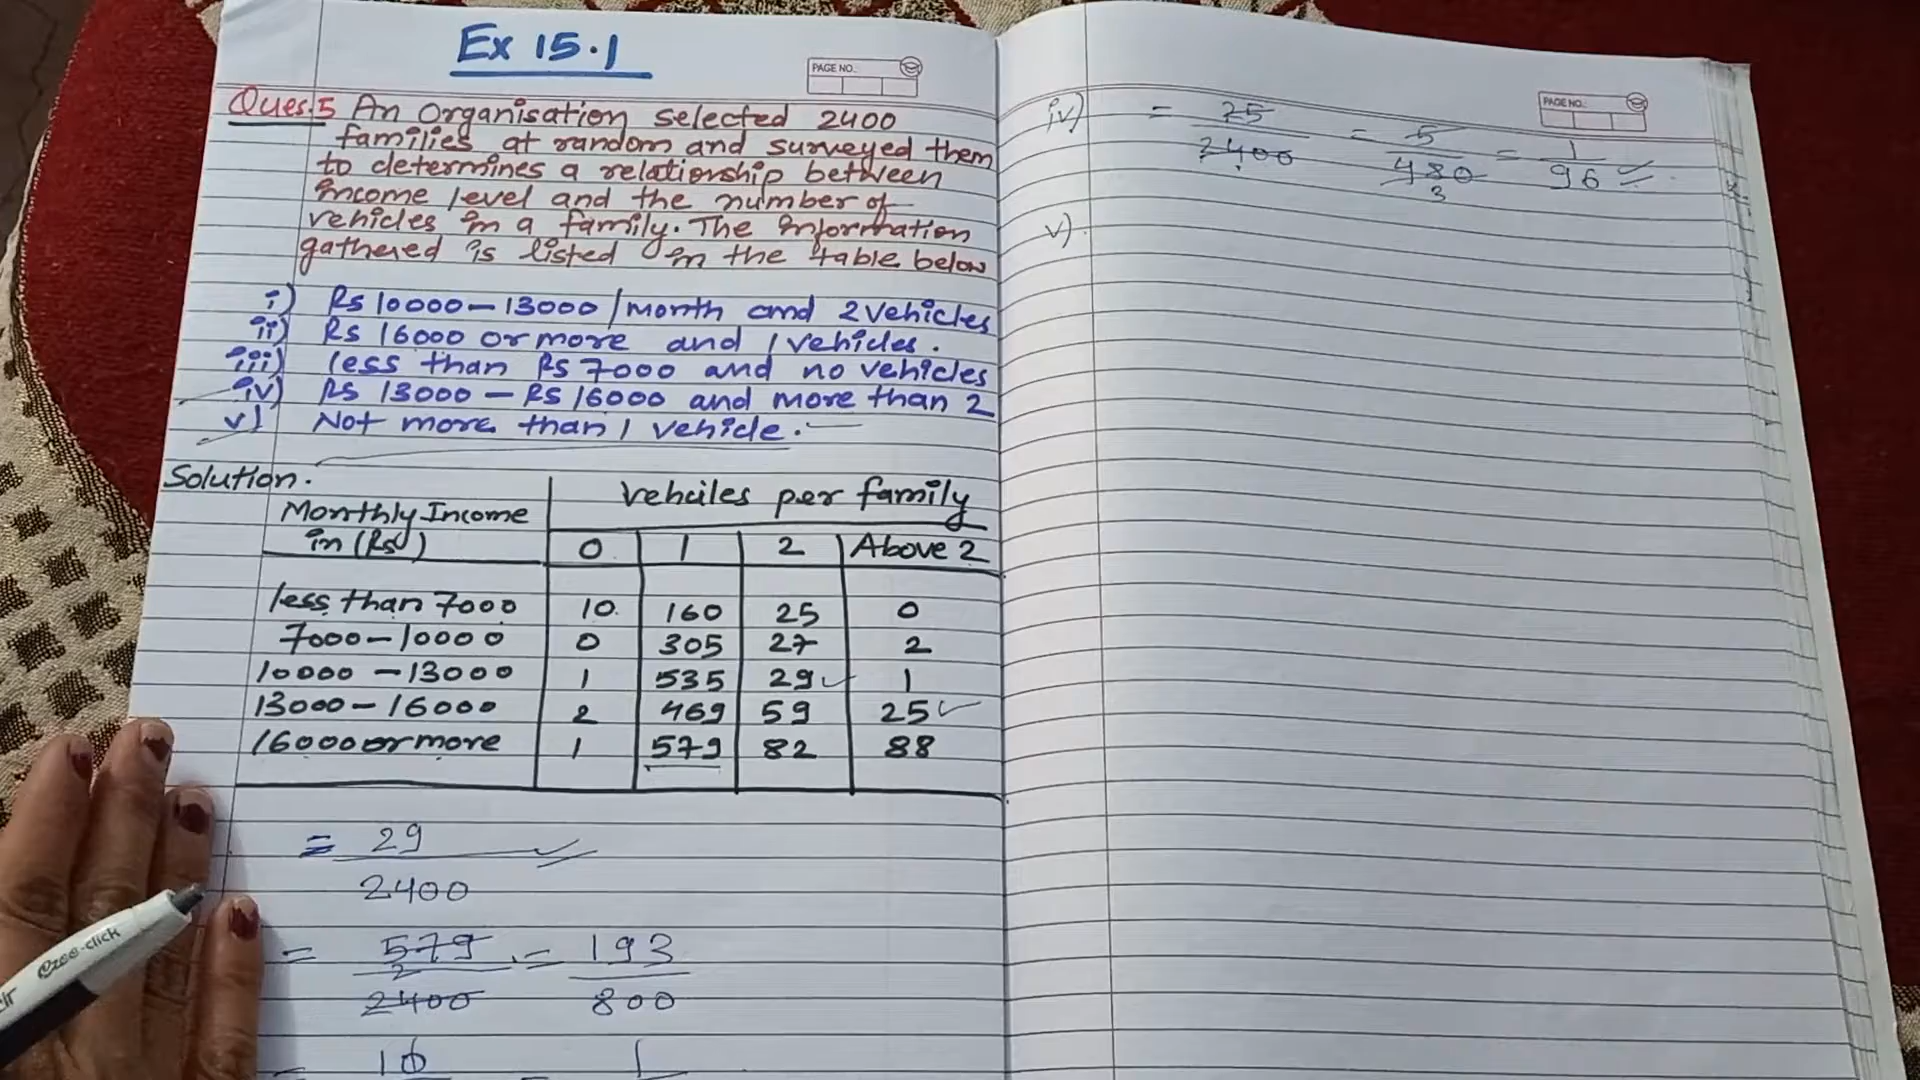 Ex 15.1
PAGE NO.
Ques.5 An Organisation selected 2400
families at random and surveyed them
to determines a relationship between
income level and the number of
vehicles in a family. The information
gathered is listed in the table below
i) Rs 10000-13000/month and 2 vehicles
ii) Rs 16000 or more and 1 vehicles.
iii) less than Rs 7000 and no vehicles
iv) Rs 13000 - Rs 16000 and more than 2
v) Not more than 1 vehicle.
Solution.
Monthly Income in (Rs) Vehciles per family
0 1 2 Above 2
less than 7000 10 160 25 0
7000-10000 0 305 27 2
10000-13000 1 535 29 1
13000-16000 2 469 59 25
16000 or more 1 579 82 88
= 29
2400
= 579 = 193
2400 800
10 1
PAGE NO.:
iv) = 25 = 5 = 1
2400 480 96
3
v)
Cree-click